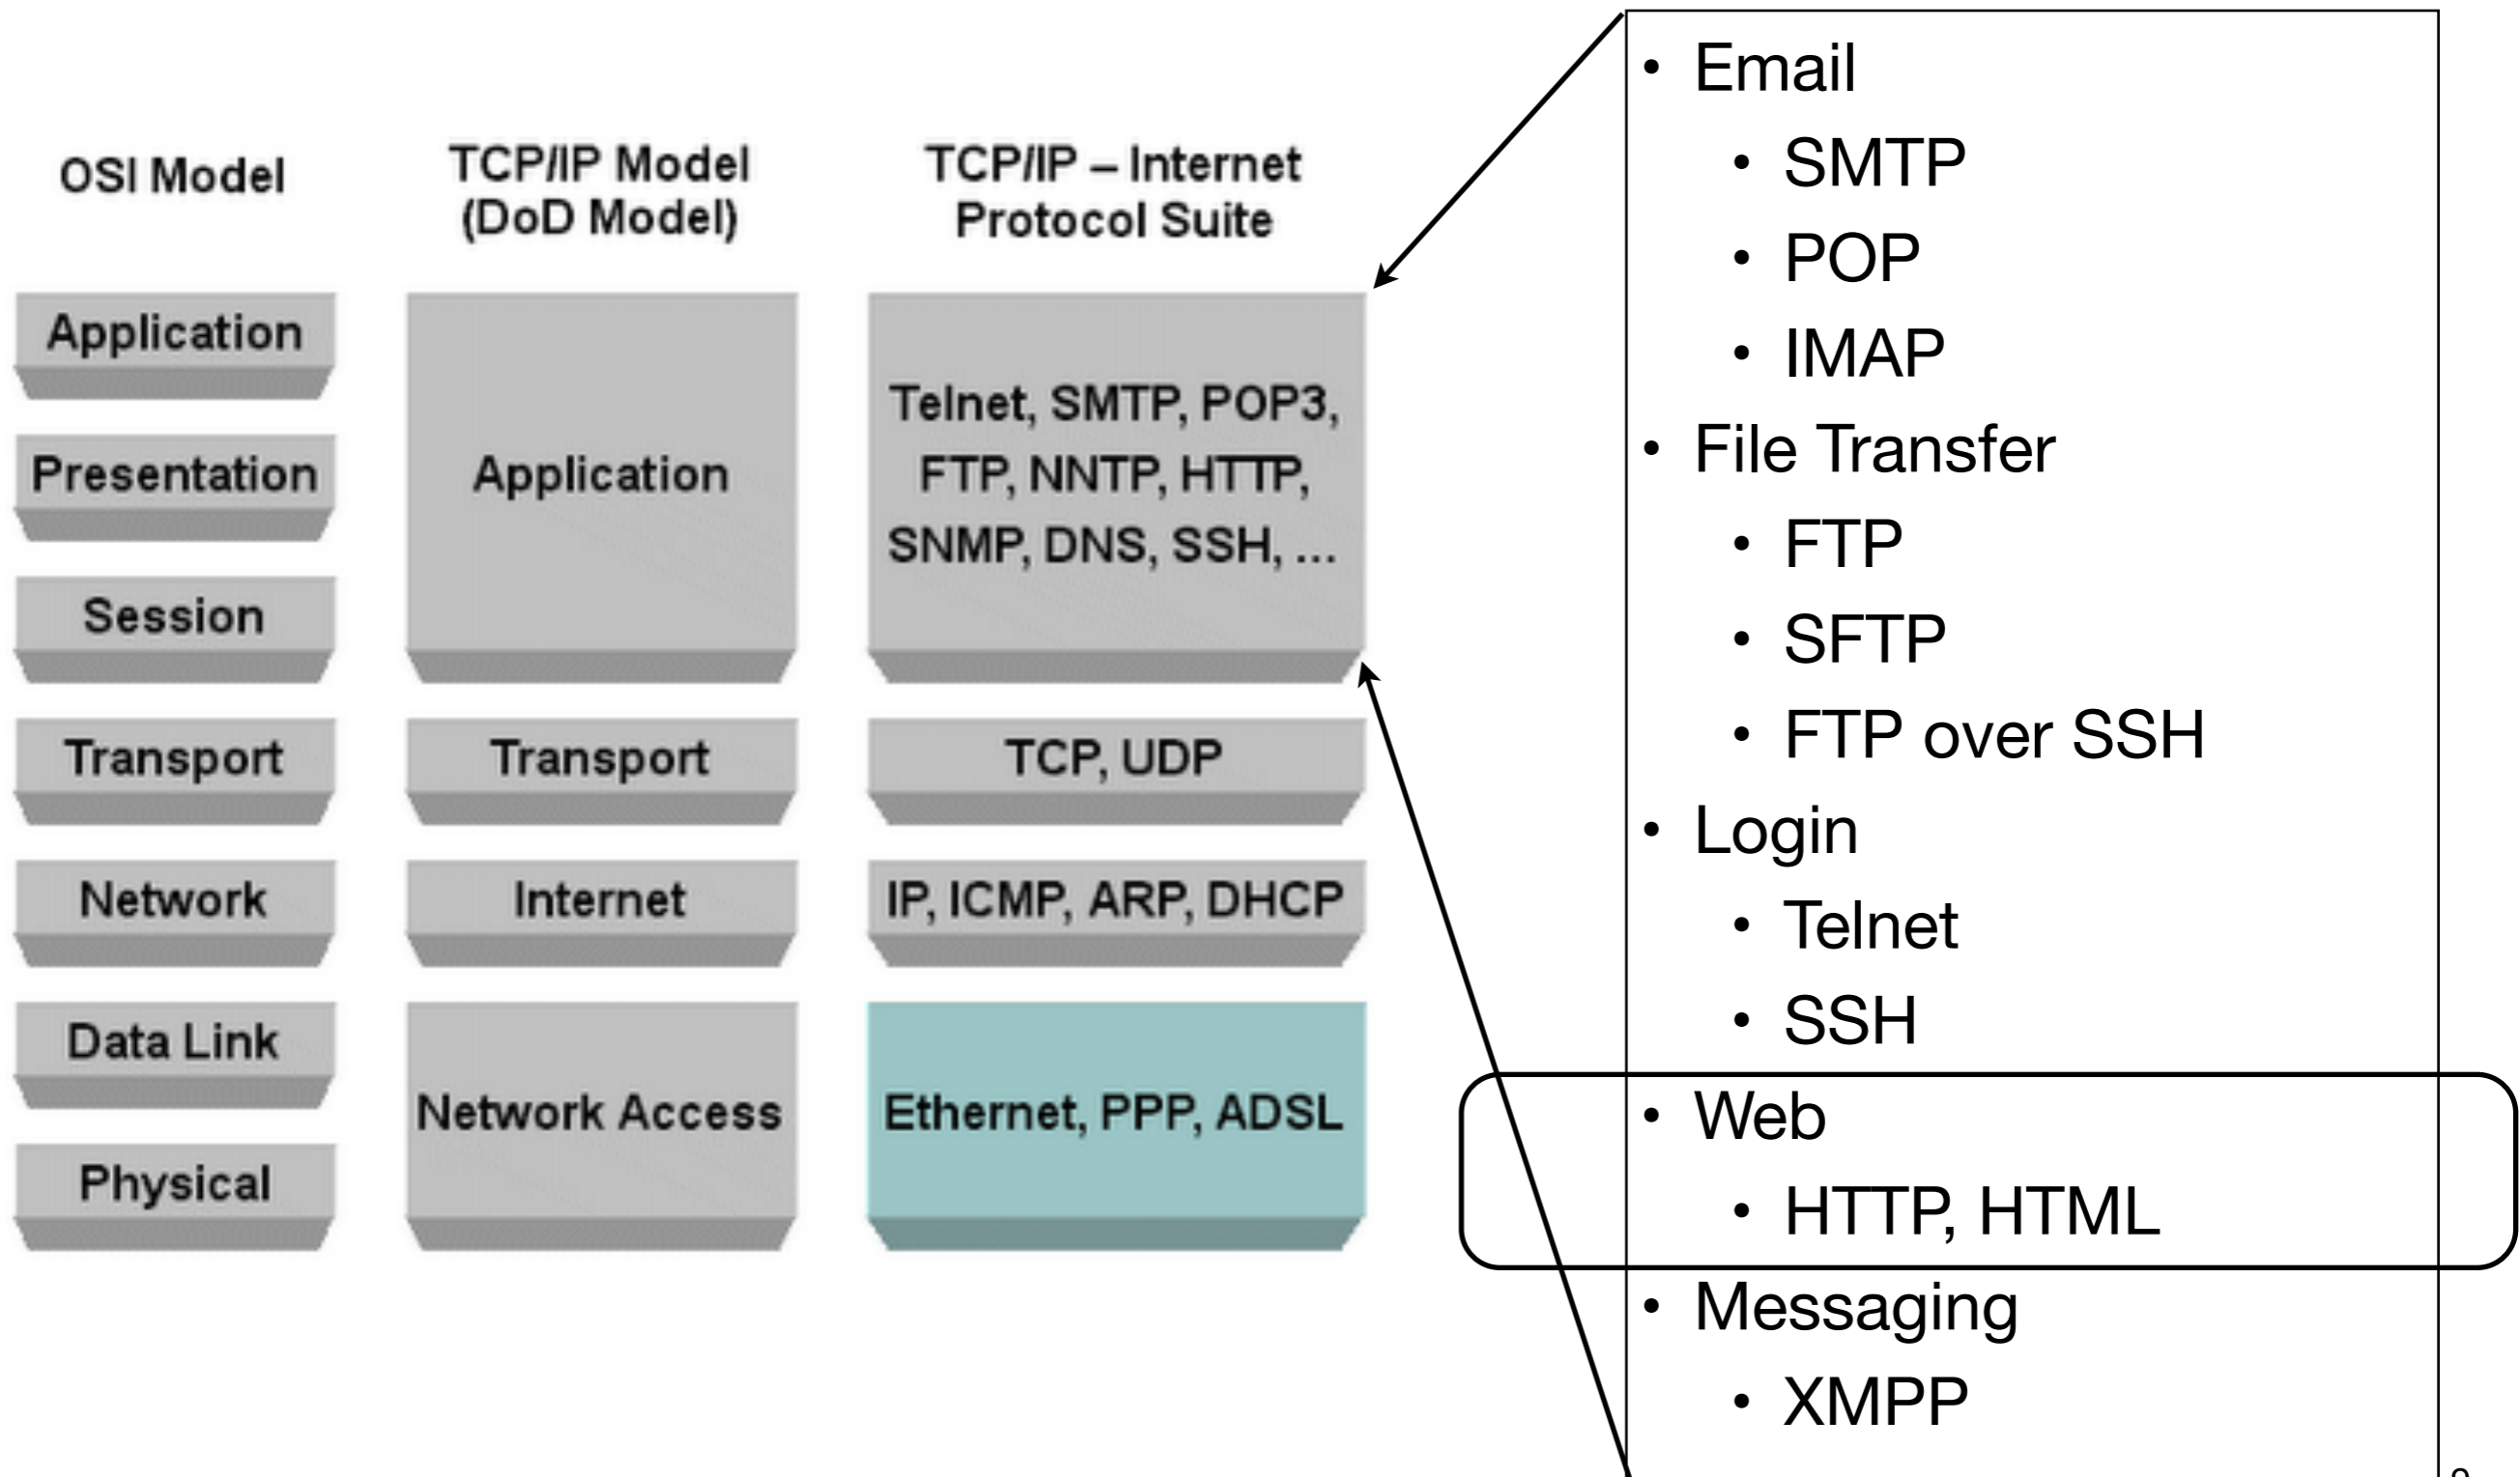 OSI Model
Application
Presentation
Session
Transport
Network
Data Link
Physical
TCP/IP Model
(DoD Model)
Application
Transport
Internet
Network Access
TCP/IP – Internet
Protocol Suite
Telnet, SMTP, POP3,
FTP, NNTP, HTTP,
SNMP, DNS, SSH, ...
TCP, UDP
IP, ICMP, ARP, DHCP
Ethernet, PPP, ADSL
• Email
• SMTP
• POP
• IMAP
• File Transfer
• FTP
• SFTP
• FTP over SSH
• Login
• Telnet
• SSH
• Web
• HTTP, HTML
• Messaging
• XMPP